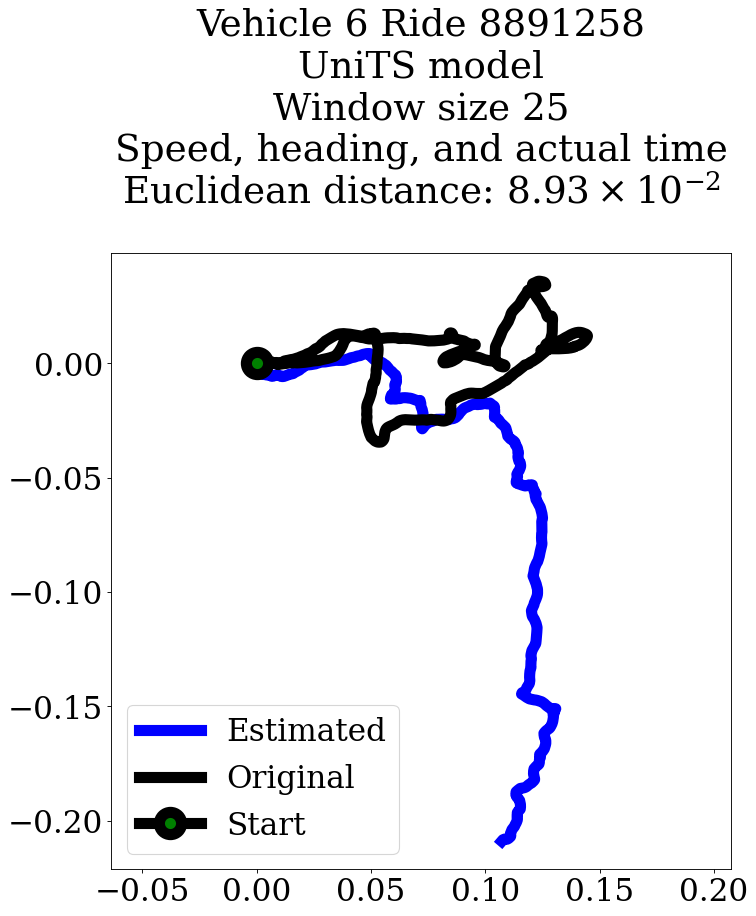 Vehicle 6 Ride 8891258
UniTS model
Window size 25
Speed, heading, and actual time
Euclidean distance: 8.93 × 10⁻²
0.00
−0.05
−0.10
−0.15
−0.20
Estimated
Original
Start
−0.05 0.00 0.05 0.10 0.15 0.20